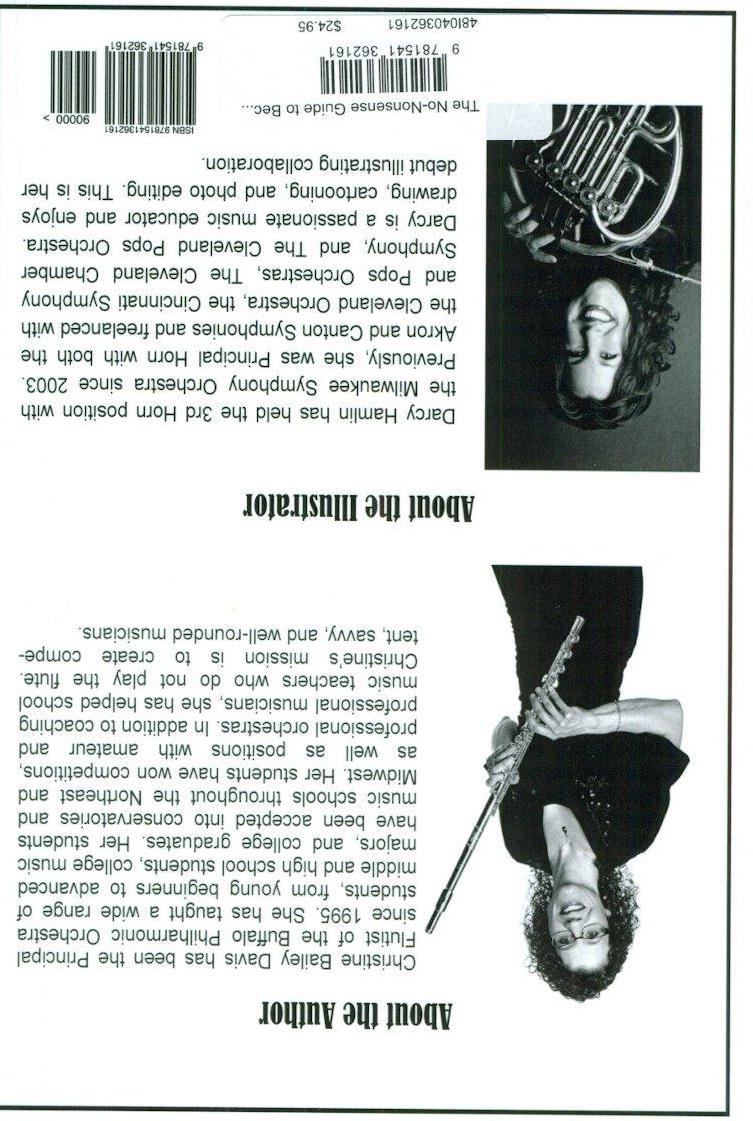 About the Author
Christine Bailey Davis has been the Principal
Flutist of the Buffalo Philharmonic Orchestra
since 1995. She has taught a wide range of
students, from young beginners to advanced
middle and high school students, college music
majors, and college graduates. Her students
have been accepted into conservatories and
music schools throughout the Northeast and
Midwest. Her students have won competitions,
as well as positions with amateur and
professional orchestras. In addition to coaching
professional musicians, she has helped school
music teachers who do not play the flute.
Christine's mission is to create compe-
tent, savvy, and well-rounded musicians.
About the Illustrator
Darcy Hamlin has held the 3rd Horn position with
the Milwaukee Symphony Orchestra since 2003.
Previously, she was Principal Horn with both the
Akron and Canton Symphonies and freelanced with
the Cleveland Orchestra, the Cincinnati Symphony
and Pops Orchestras, The Cleveland Chamber
Symphony, and The Cleveland Pops Orchestra.
Darcy is a passionate music educator and enjoys
drawing, cartooning, and photo editing. This is her
debut illustrating collaboration.
The No-Nonsense Guide to Bec...
9 781541 362161
481040362161 $24.95
ISBN 9781541362161
90000 >
9 781541 362161